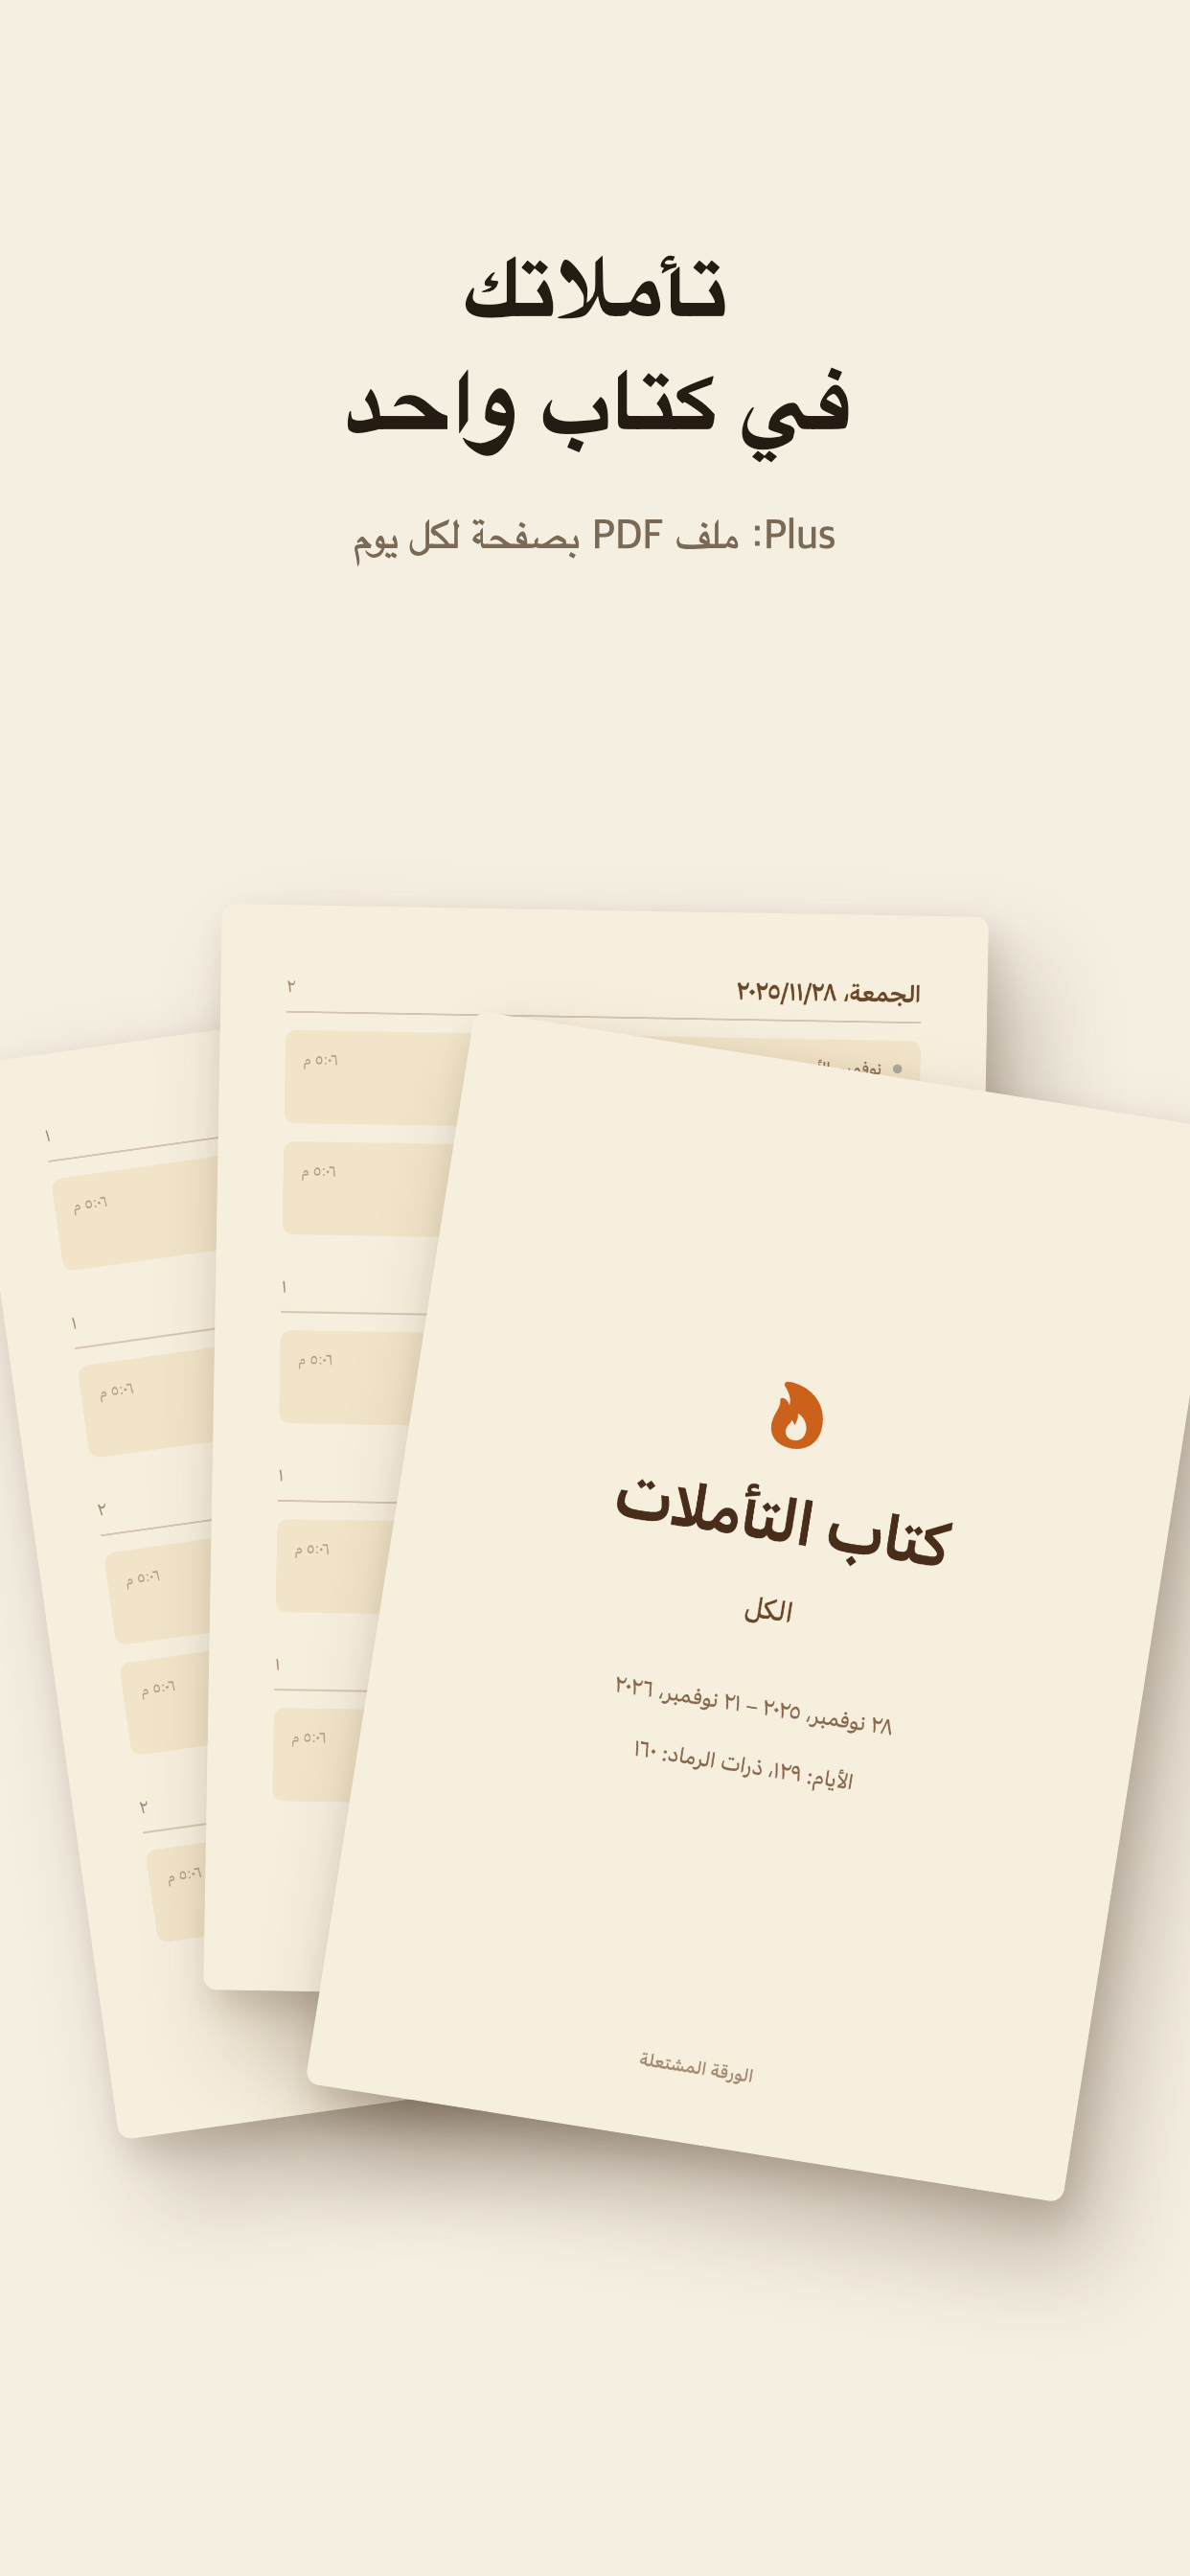 تأملاتك
في كتاب واحد
Plus: ملف PDF بصفحة لكل يوم
الجمعة، ٢٠٢٥/١١/٢٨
٢
نوفمبر
٥:٠٦ م
٥:٠٦ م
١
٥:٠٦ م
١
٥:٠٦ م
١
٥:٠٦ م
١
٥:٠٦ م
١
٥:٠٦ م
٢
٥:٠٦ م
٥:٠٦ م
٢
٥:٠٦ م
كتاب التأملات
الكل
٢٨ نوفمبر، ٢٠٢٥ – ٢١ نوفمبر، ٢٠٢٦
الأيام: ١٢٩، ذرات الرماد: ١٦٠
الورقة المشتعلة